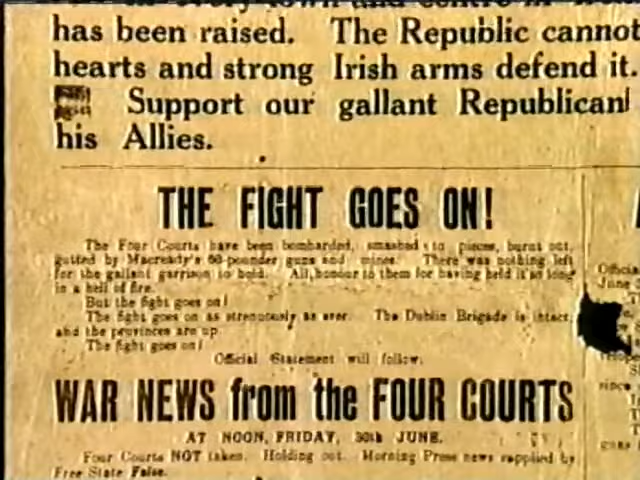 town and centre in
has been raised. The Republic cannot
hearts and strong Irish arms defend it.
Support our gallant Republican
his Allies.
THE FIGHT GOES ON!
The Four Courts have been bombarded, smashed to pieces, burnt out,
gutted by Macready's 60-pounder guns and mines. There was nothing left
for the gallant garrison to hold. All honour to them for having held it so long
in a hell of fire.
But the fight goes on!
The fight goes on as strenuously as ever. The Dublin Brigade is intact,
and the provinces are up.
The fight goes on!
Official Statement will follow.
WAR NEWS from the FOUR COURTS
AT NOON, FRIDAY, 30th JUNE.
Four Courts NOT taken. Holding out. Morning Press news supplied by
Free State False.
Official
June